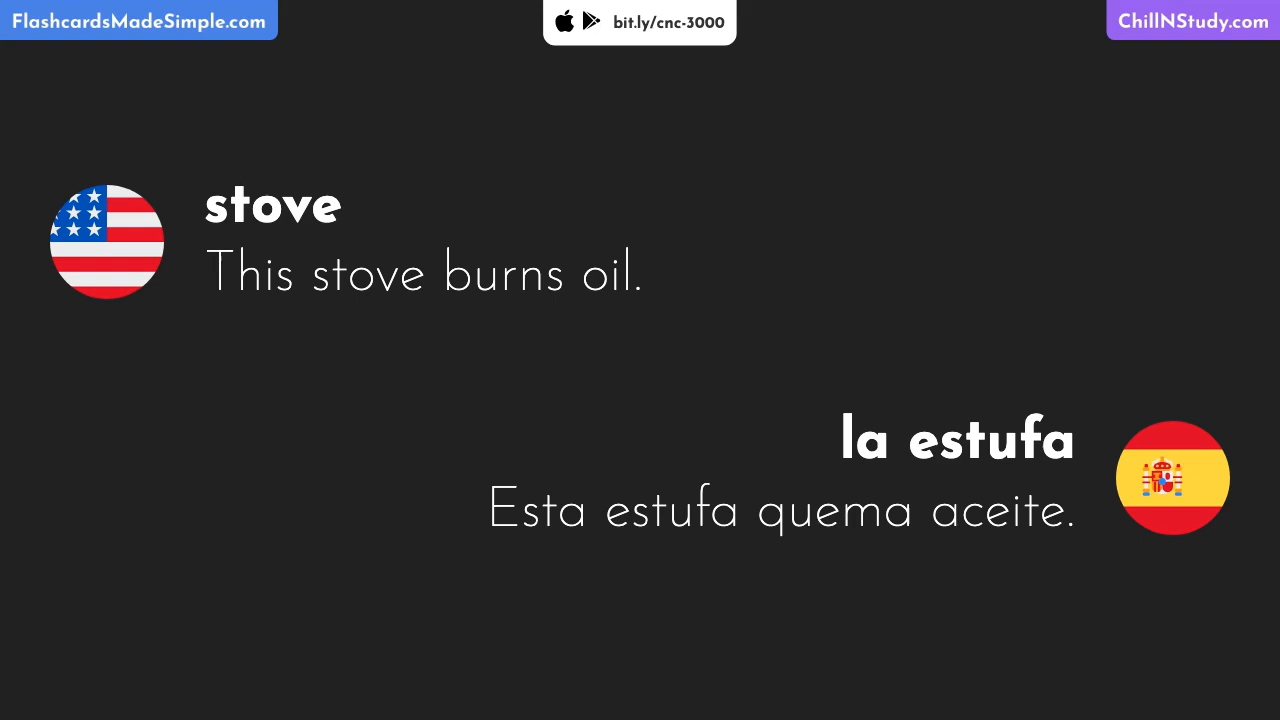 FlashcardsMadeSimple.com
bit.ly/cnc-3000
ChillNStudy.com
stove
This stove burns oil.
la estufa
Esta estufa quema aceite.